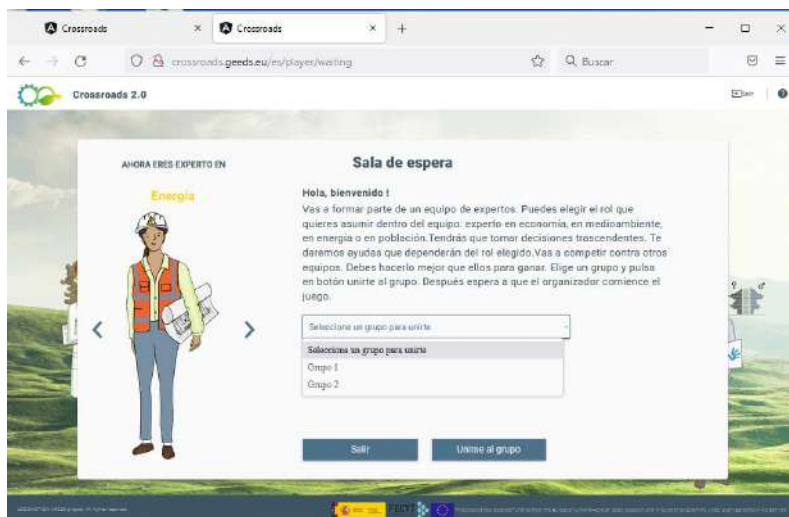 Crossroads
Crossroads
crossroads.geeds.eu/es/player/waiting
Buscar
Crossroads 2.0
AHORA ERES EXPERTO EN
Energía
Sala de espera
Hola, bienvenido !
Vas a formar parte de un equipo de expertos. Puedes elegir el rol que
quieres asumir dentro del equipo: experto en economía, en medioambiente,
en energía o en población.Tendrás que tomar decisiones trascendentes. Te
daremos ayudas que dependerán del rol elegido.Vas a competir contra otros
equipos. Debes hacerlo mejor que ellos para ganar. Elige un grupo y pulsa
en botón unirte al grupo. Después espera a que el organizador comience el
juego.
Seleccione un grupo para unirte
Seleccione un grupo para unirte
Grupo 1
Grupo 2
Salir
Unirme al grupo